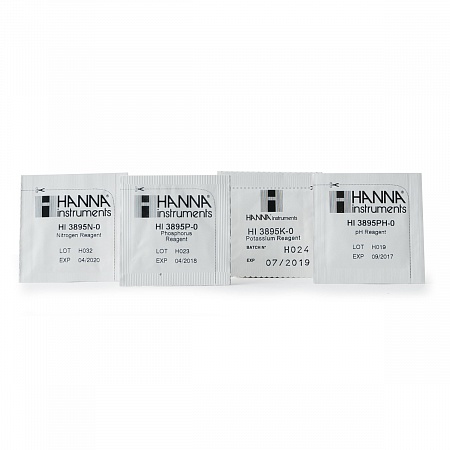 HANNA
instruments
HI 3895N-0
Nitrogen Reagent
LOT H032
EXP 04/2020
HANNA
instruments
HI 3895P-0
Phosphorus
Reagent
LOT H023
EXP 04/2018
HANNA instruments
HI 3895K-0
Potassium Reagent
BATCH N° H024
EXP 07/2019
HANNA
instruments
HI 3895PH-0
pH Reagent
LOT H019
EXP 09/2017